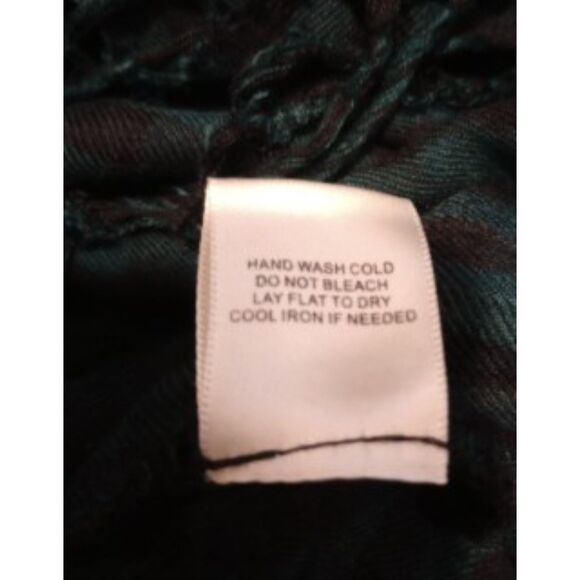 HAND WASH COLD
DO NOT BLEACH
LAY FLAT TO DRY
COOL IRON IF NEEDED